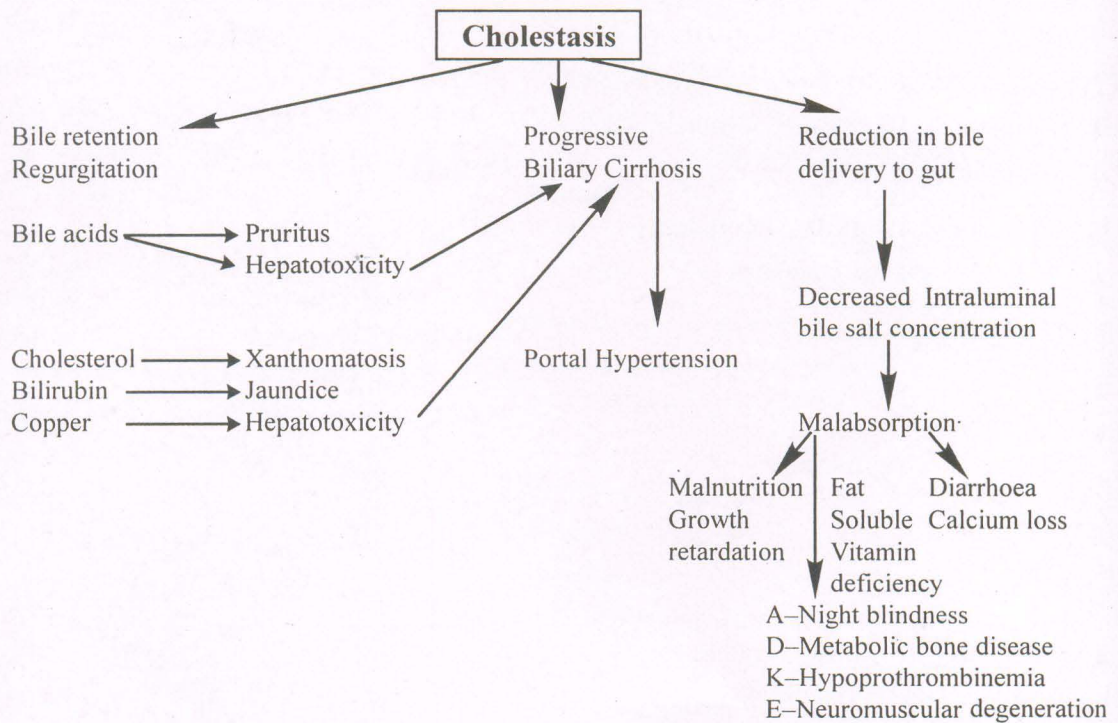 Cholestasis
Bile retention
Regurgitation
Progressive
Biliary Cirrhosis
Reduction in bile
delivery to gut
Bile acids
Pruritus
Hepatotoxicity
Decreased Intraluminal
bile salt concentration
Cholesterol
Xanthomatosis
Portal Hypertension
Bilirubin
Jaundice
Copper
Hepatotoxicity
Malabsorption
Malnutrition
Growth
retardation
Fat
Soluble
Vitamin
deficiency
Diarrhoea
Calcium loss
A–Night blindness
D–Metabolic bone disease
K–Hypoprothrombinemia
E–Neuromuscular degeneration